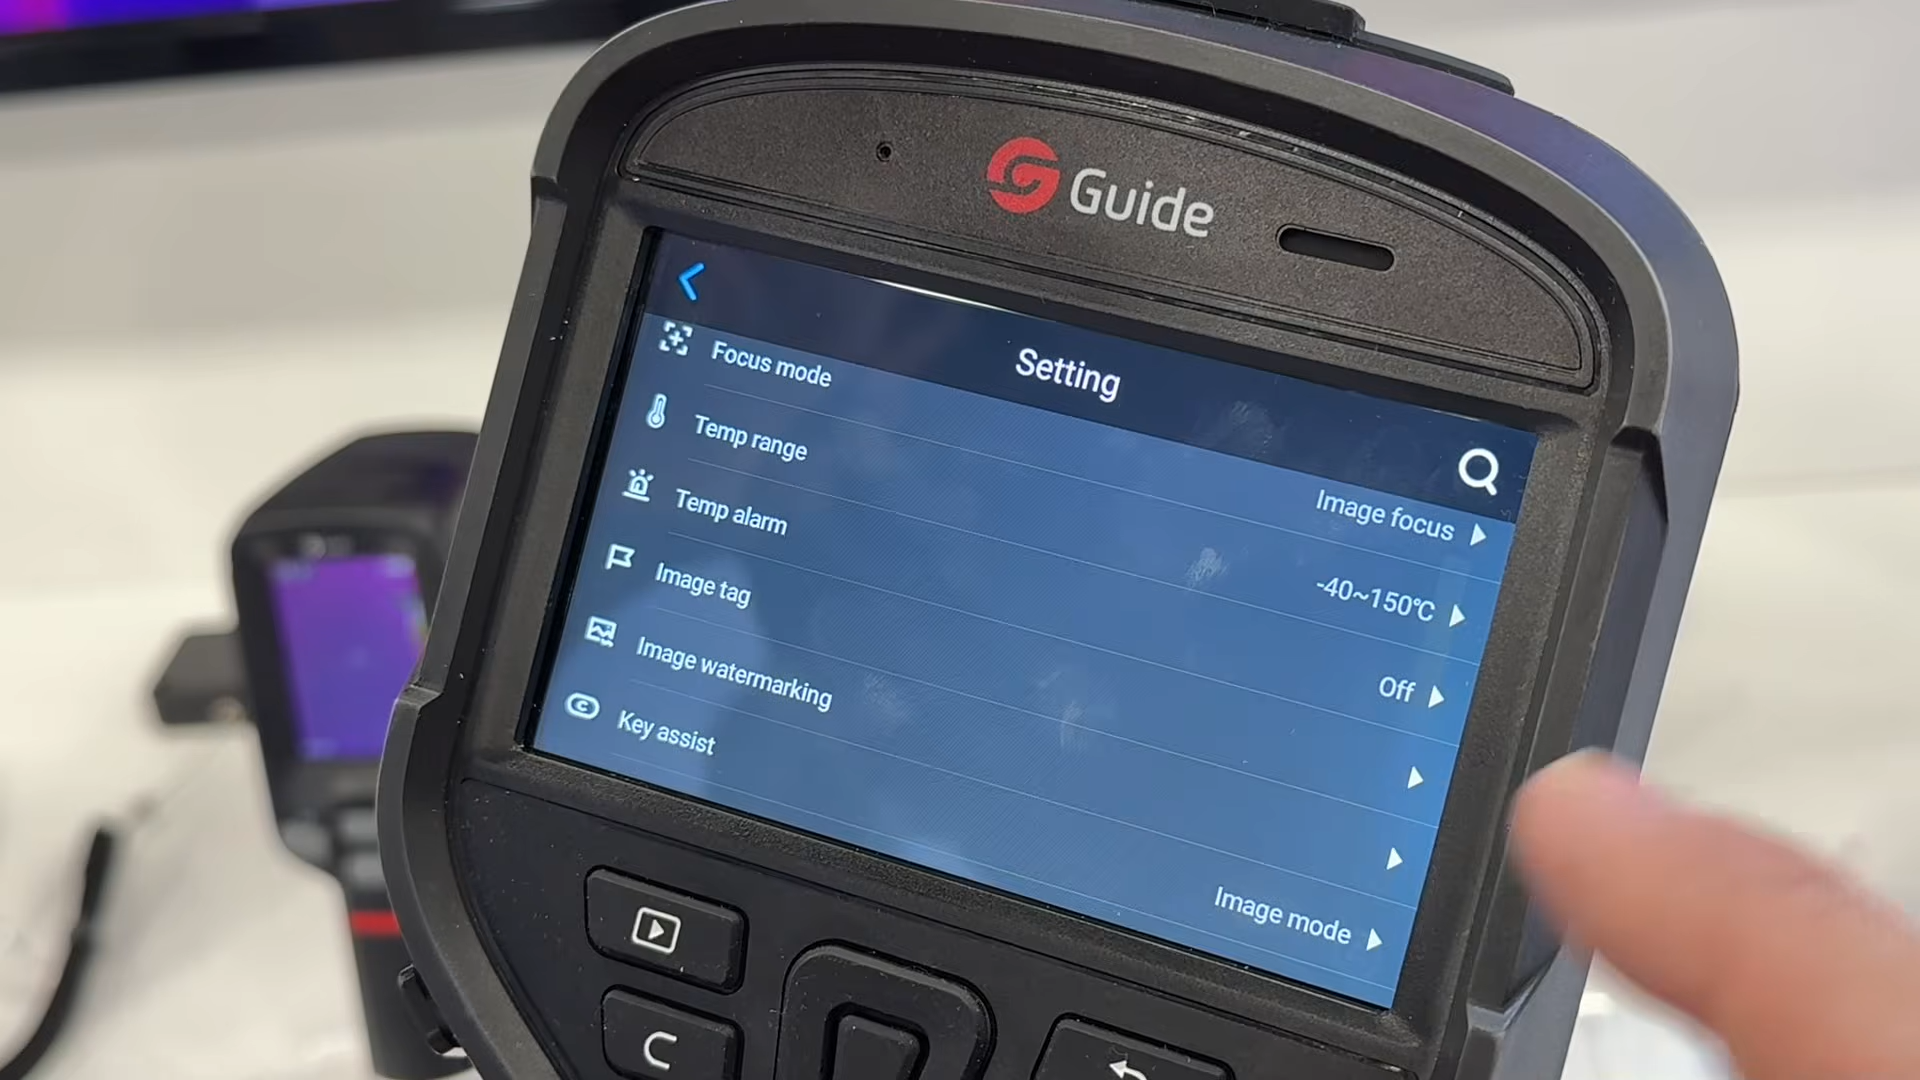 Guide
Setting
Focus mode
Image focus
Temp range
-40~150℃
Temp alarm
Off
Image tag
Image watermarking
Key assist
Image mode
C